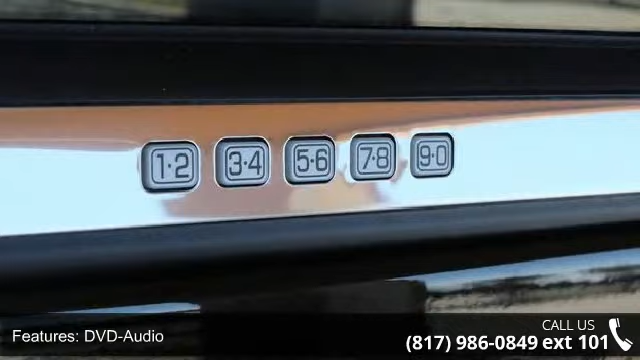 1·2 3·4 5·6 7·8 9·0
Features: DVD-Audio
CALL US
(817) 986-0849 ext 101